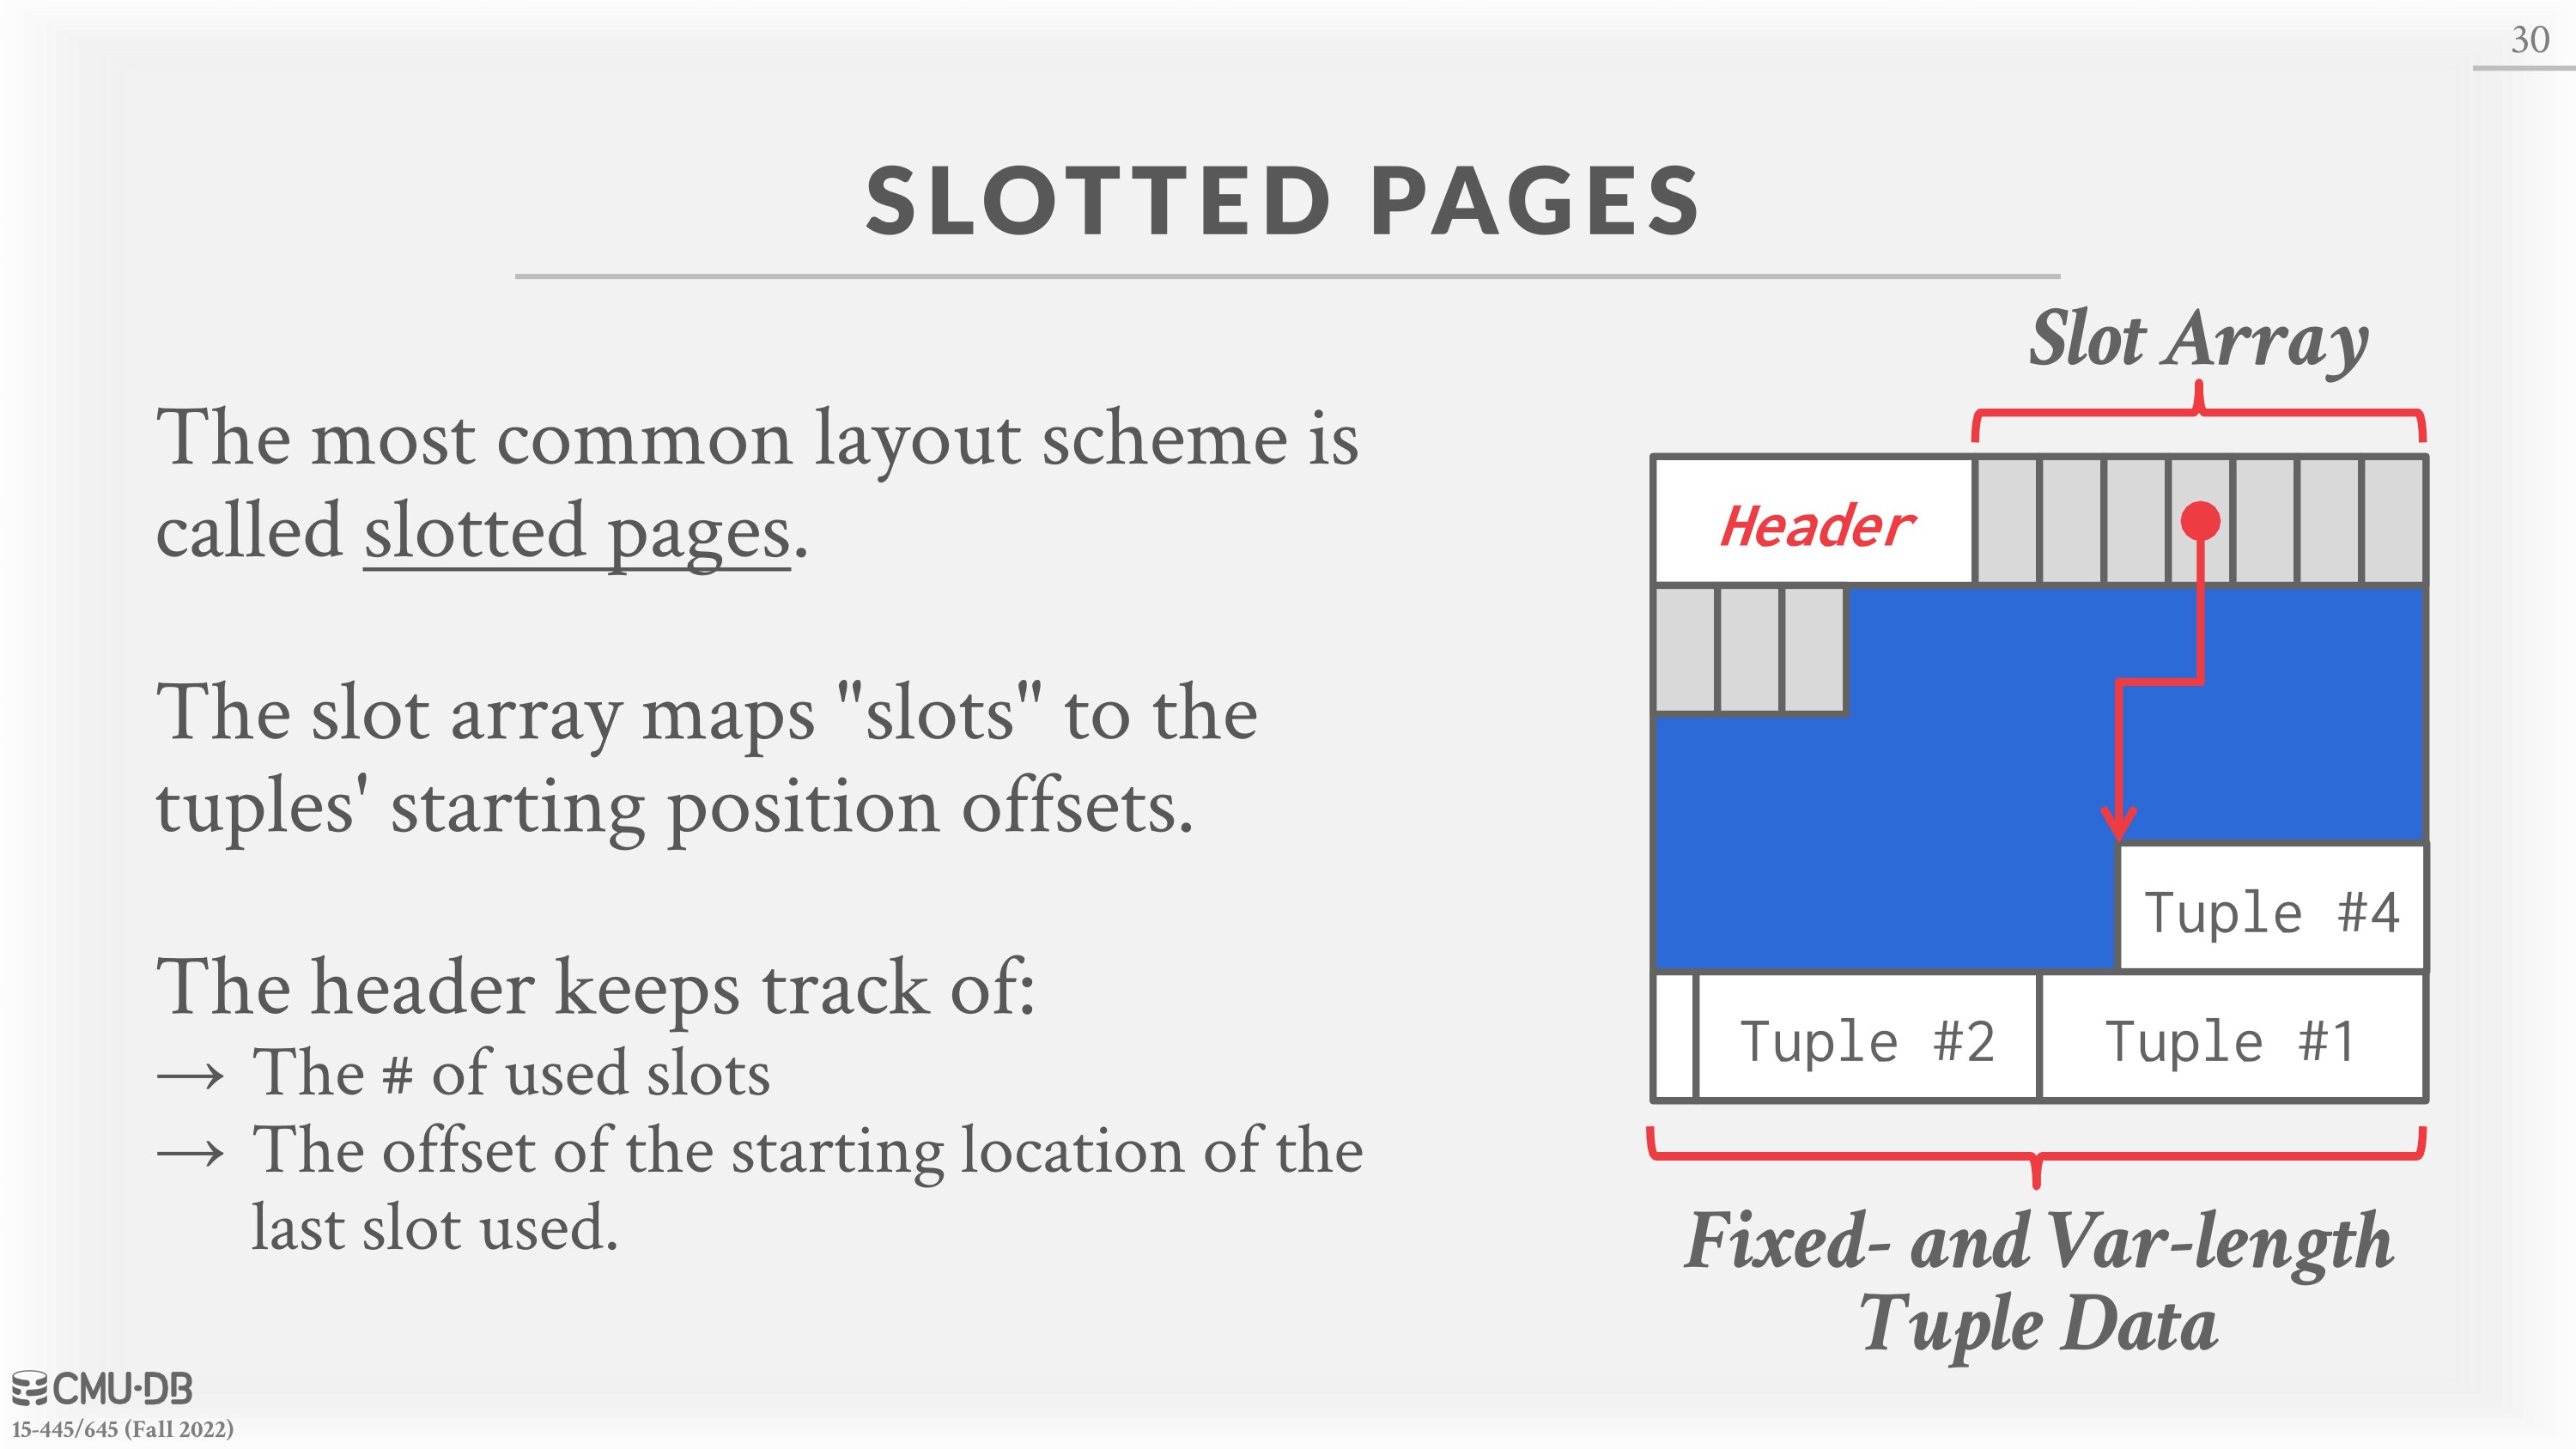 30
SLOTTED PAGES
The most common layout scheme is
called slotted pages.
The slot array maps "slots" to the
tuples' starting position offsets.
The header keeps track of:
→ The # of used slots
→ The offset of the starting location of the
last slot used.
Slot Array
Header
Tuple #4
Tuple #2 Tuple #1
Fixed- and Var-length
Tuple Data
CMU·DB
15-445/645 (Fall 2022)